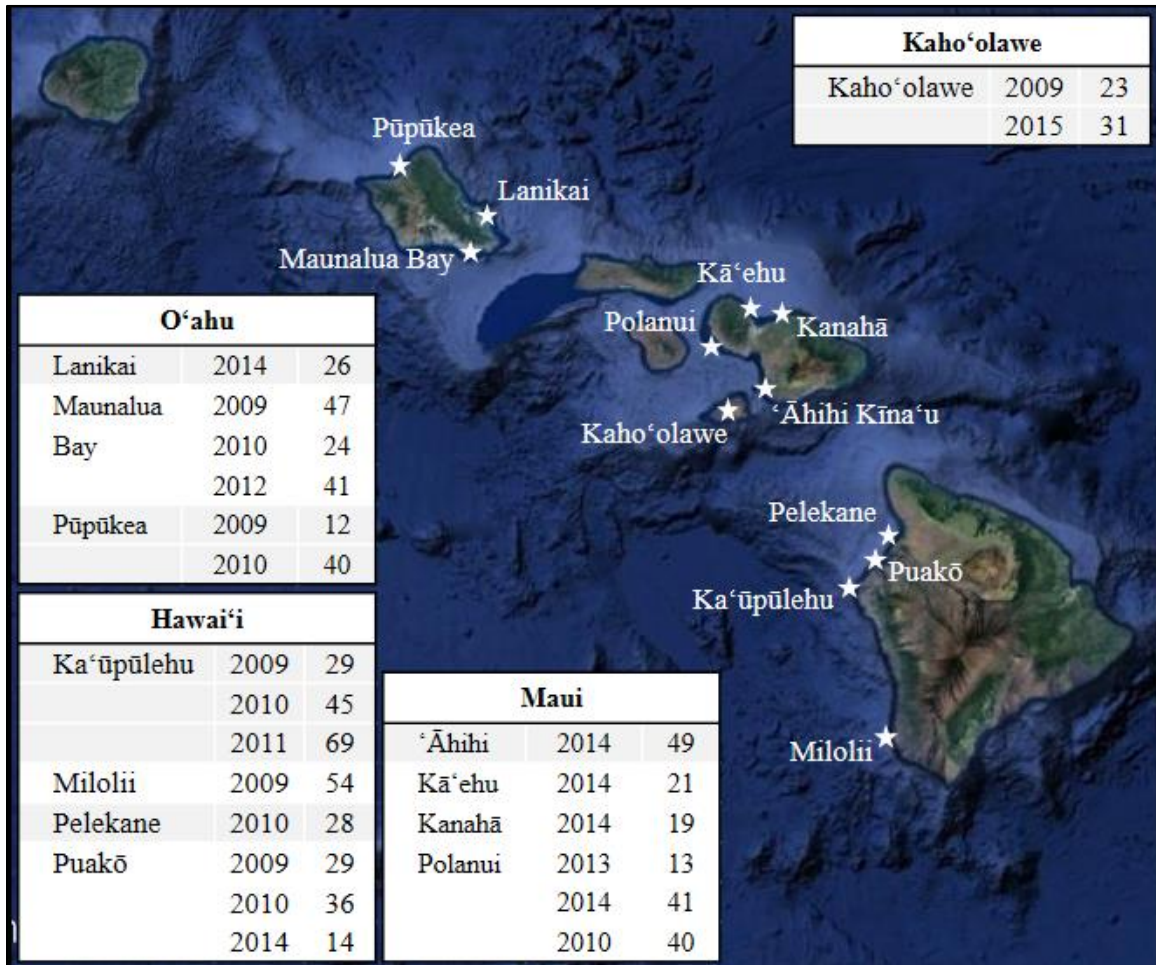 Kahoʻolawe
Kahoʻolawe 2009 23
2015 31
Pūpūkea
Lanikai
Maunalua Bay
Kāʻehu
Polanui
Kanahā
ʻĀhihi Kīnaʻu
Kahoʻolawe
Pelekane
Puakō
Kaʻūpūlehu
Milolii
Oʻahu
Lanikai 2014 26
Maunalua 2009 47
Bay 2010 24
2012 41
Pūpūkea 2009 12
2010 40
Hawaiʻi
Kaʻūpūlehu 2009 29
2010 45
2011 69
Milolii 2009 54
Pelekane 2010 28
Puakō 2009 29
2010 36
2014 14
Maui
ʻĀhihi 2014 49
Kāʻehu 2014 21
Kanahā 2014 19
Polanui 2013 13
2014 41
2010 40